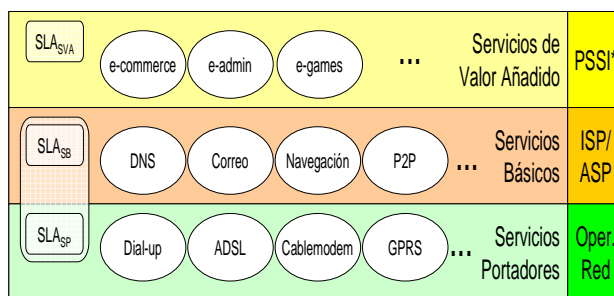 SLASVA
e-commerce
e-admin
e-games
...
Servicios de
Valor Añadido
PSSI*
SLASB
DNS
Correo
Navegación
P2P
...
Servicios
Básicos
ISP/
ASP
SLASP
Dial-up
ADSL
Cablemodem
GPRS
...
Servicios
Portadores
Oper.
Red